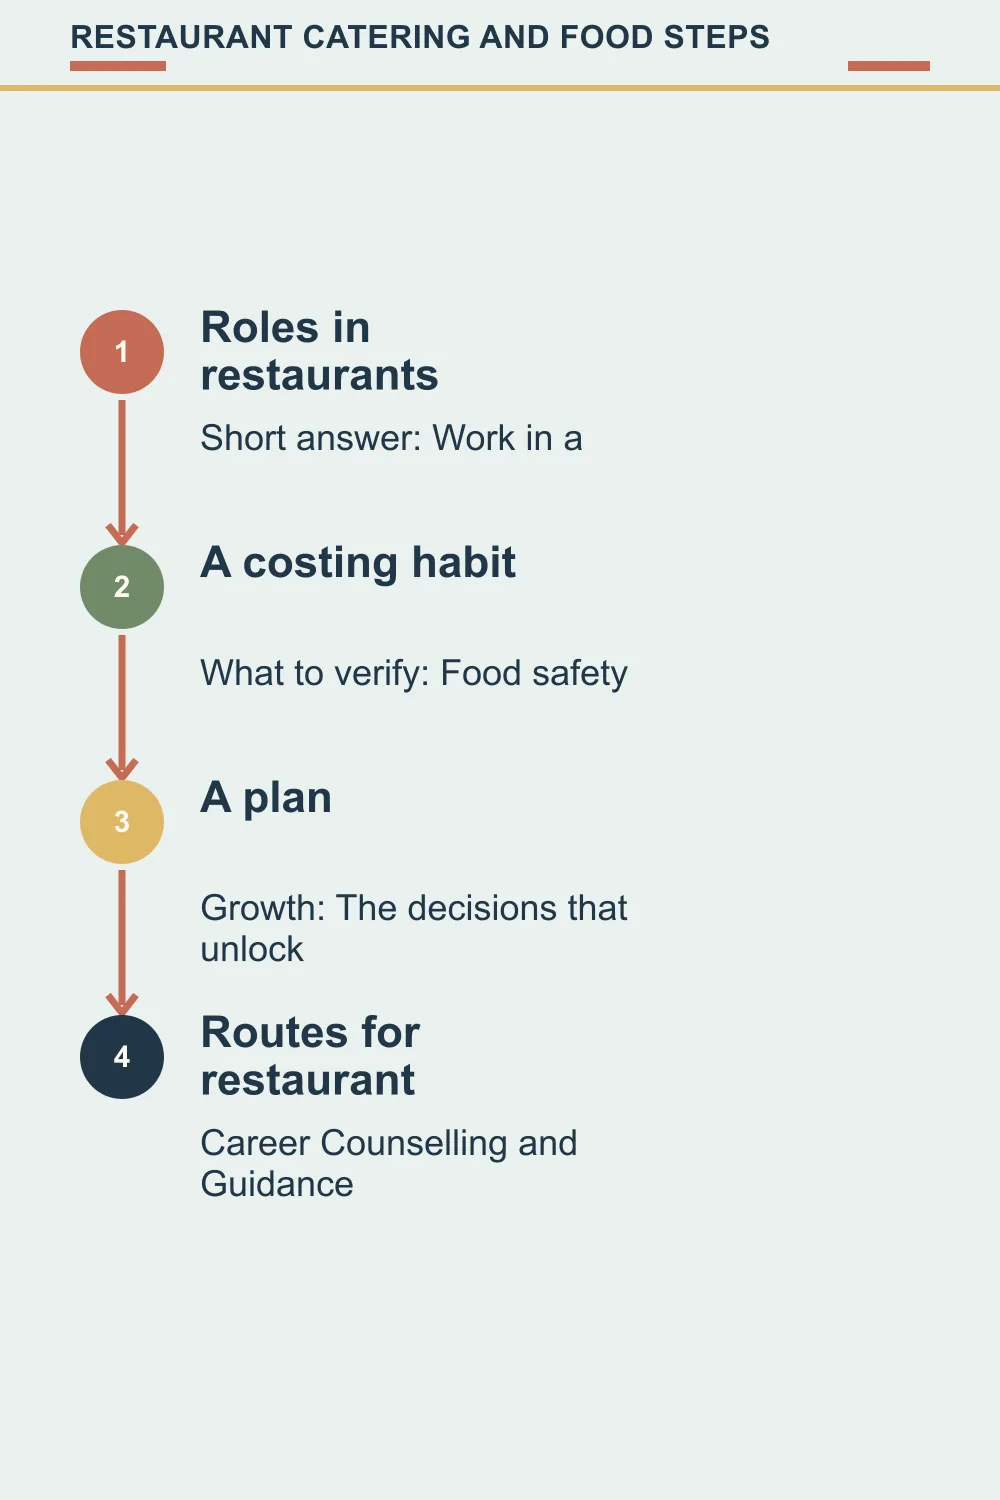 RESTAURANT CATERING AND FOOD STEPS
1
Roles in
restaurants
Short answer: Work in a
2
A costing habit
What to verify: Food safety
3
A plan
Growth: The decisions that
unlock
4
Routes for
restaurant
Career Counselling and
Guidance